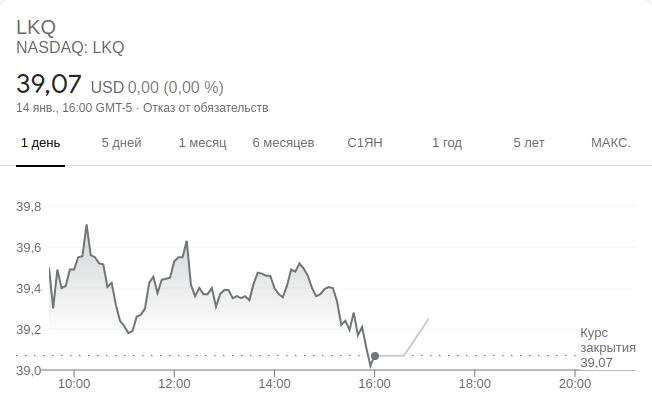 LKQ
NASDAQ: LKQ
39,07 USD 0,00 (0,00 %)
14 янв., 16:00 GMT-5 · Отказ от обязательств
1 день 5 дней 1 месяц 6 месяцев С1ЯН 1 год 5 лет МАКС.
39,8
39,6
39,4
39,2
39,0
Курс
закрытия
39,07
10:00 12:00 14:00 16:00 18:00 20:00